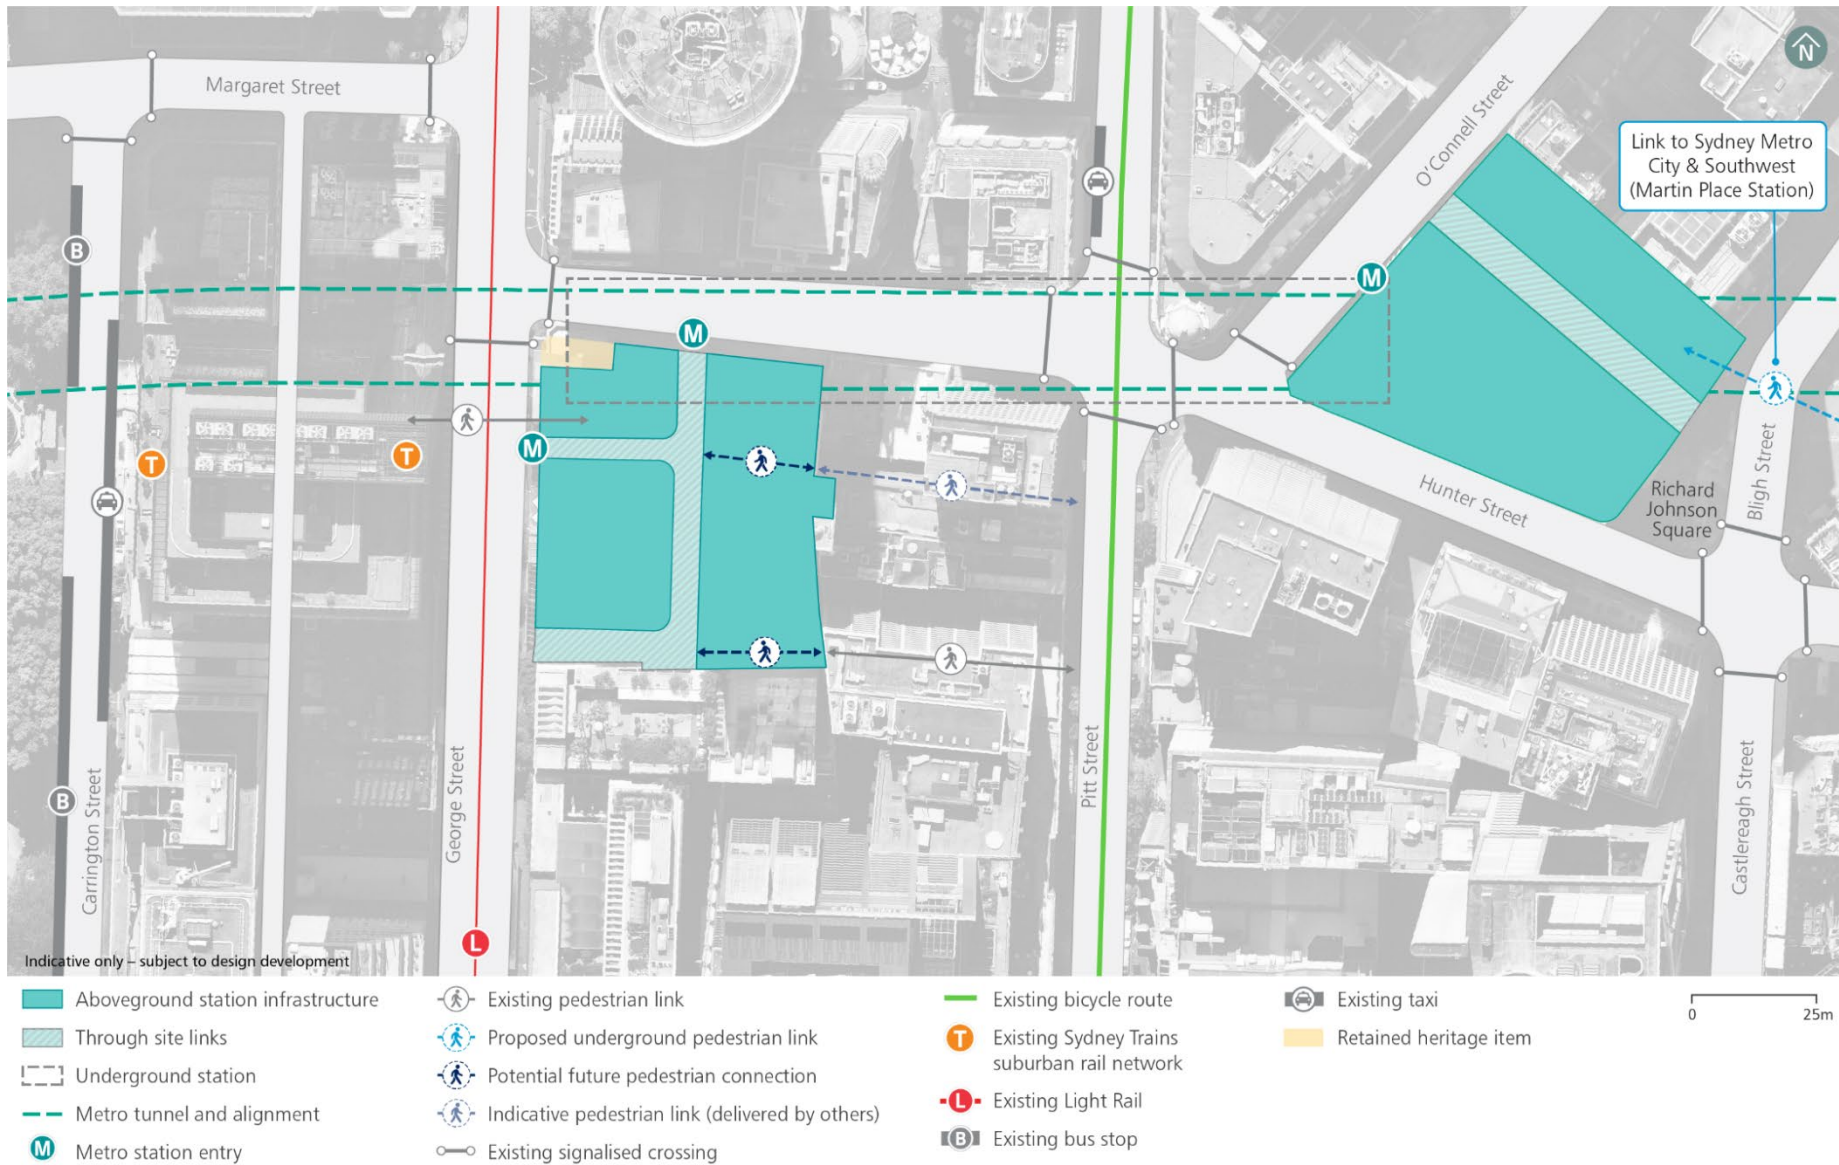 Margaret Street
O'Connell Street
N
Link to Sydney Metro
City & Southwest
(Martin Place Station)
B
M
M
T
T
M
Hunter Street
Richard
Johnson
Square
Bligh Street
B
Carrington Street
George Street
Pitt Street
Castlereagh Street
L
Indicative only – subject to design development
Aboveground station infrastructure
Through site links
Underground station
Metro tunnel and alignment
M Metro station entry
Existing pedestrian link
Proposed underground pedestrian link
Potential future pedestrian connection
Indicative pedestrian link (delivered by others)
Existing signalised crossing
Existing bicycle route
T Existing Sydney Trains
suburban rail network
L Existing Light Rail
B Existing bus stop
Existing taxi
Retained heritage item
0 25m